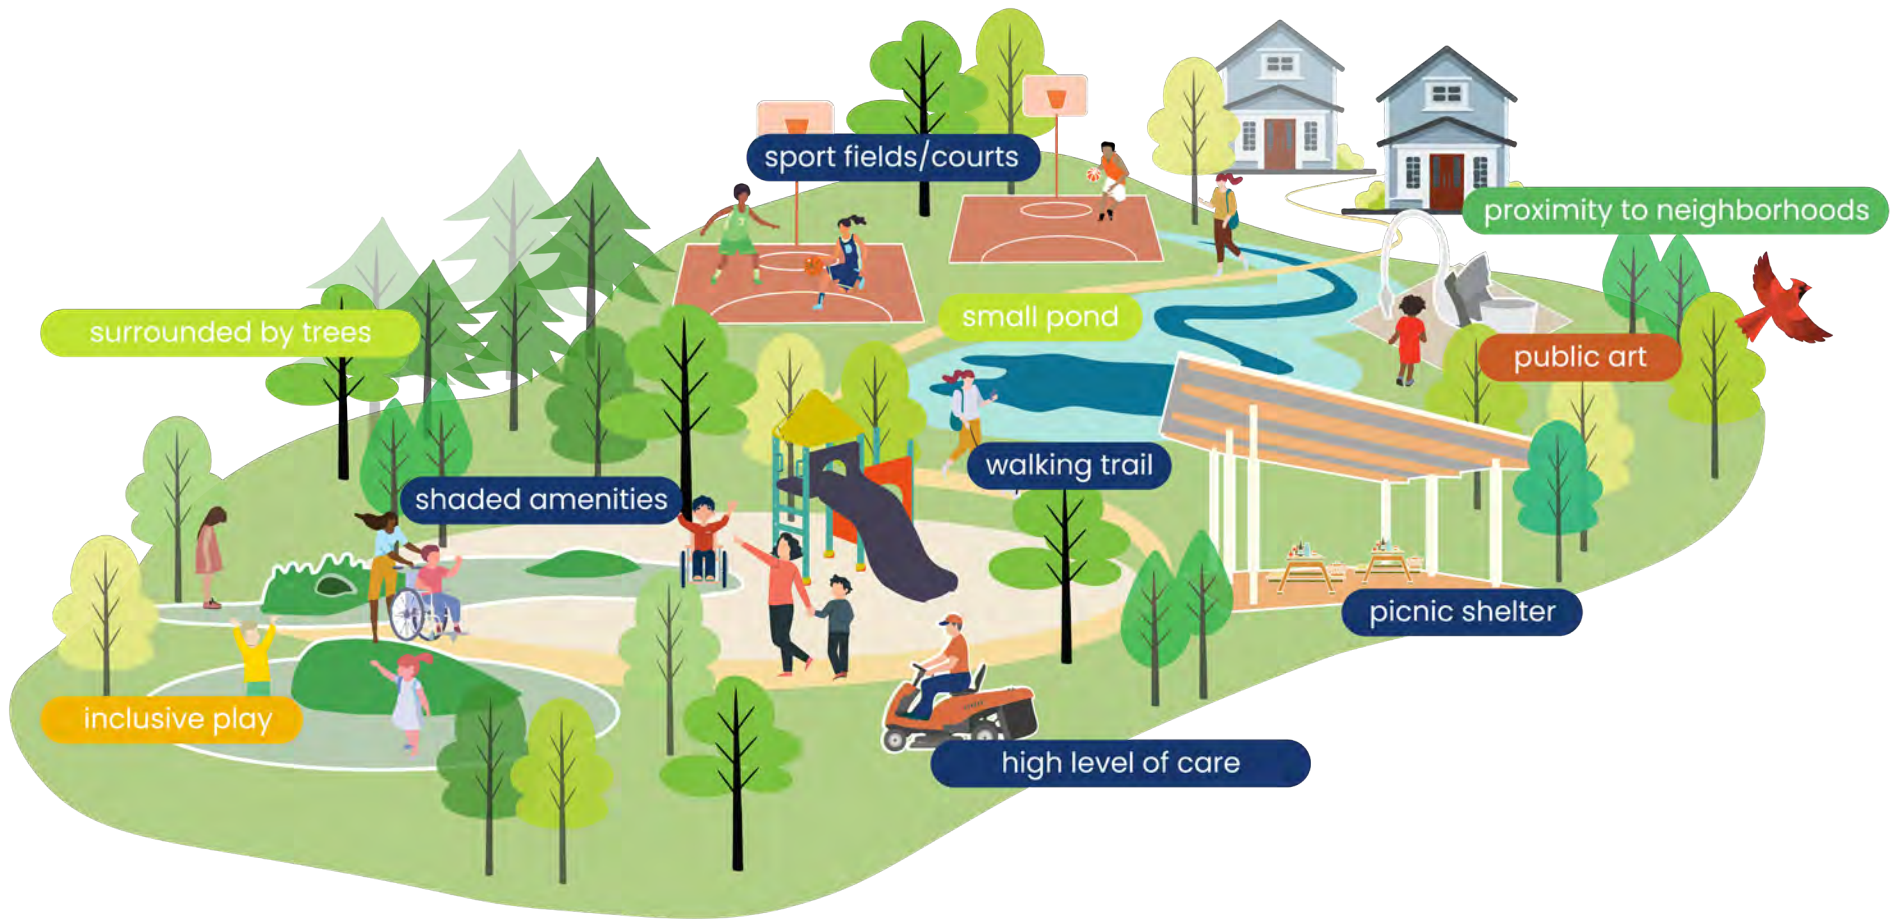 sport fields/courts
proximity to neighborhoods
small pond
surrounded by trees
public art
walking trail
shaded amenities
picnic shelter
inclusive play
high level of care